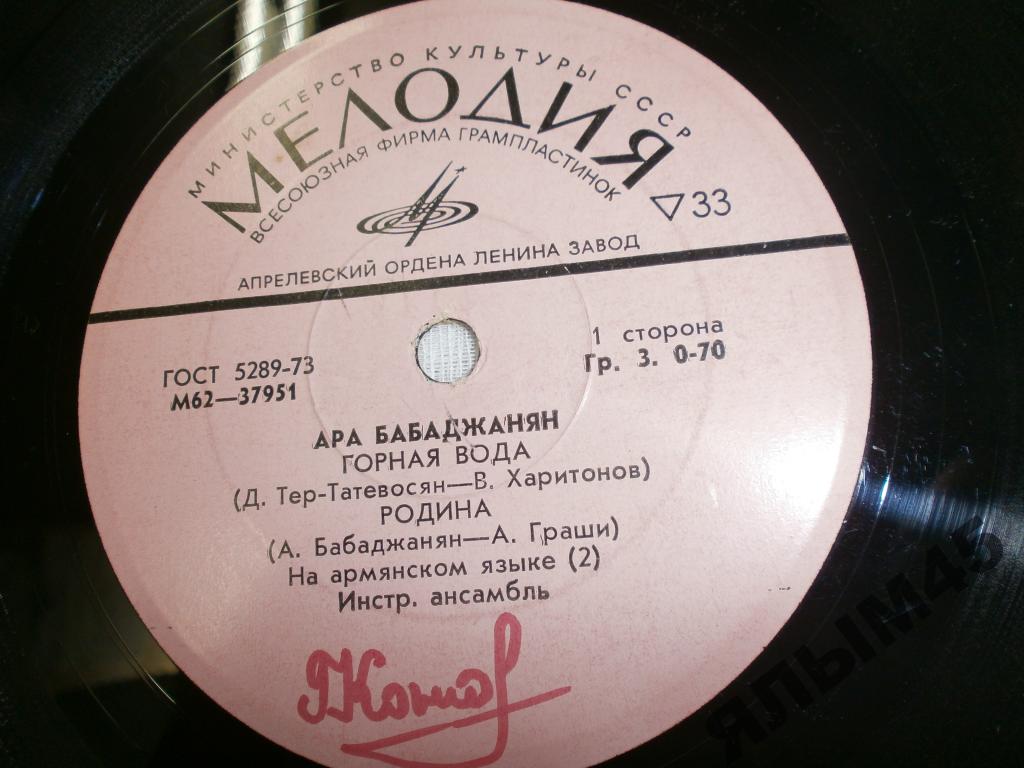 МИНИСТЕРСТВО КУЛЬТУРЫ СССР
МЕЛОДИЯ
ВСЕСОЮЗНАЯ ФИРМА ГРАМПЛАСТИНОК
33
АПРЕЛЕВСКИЙ ОРДЕНА ЛЕНИНА ЗАВОД
1 сторона
ГОСТ 5289-73
Гр. 3. 0-70
М62—37951
АРА БАБАДЖАНЯН
ГОРНАЯ ВОДА
(Д. Тер-Татевосян—В. Харитонов)
РОДИНА
(А. Бабаджанян—А. Граши)
На армянском языке (2)
Инстр. ансамбль
ЯЛЫМ45